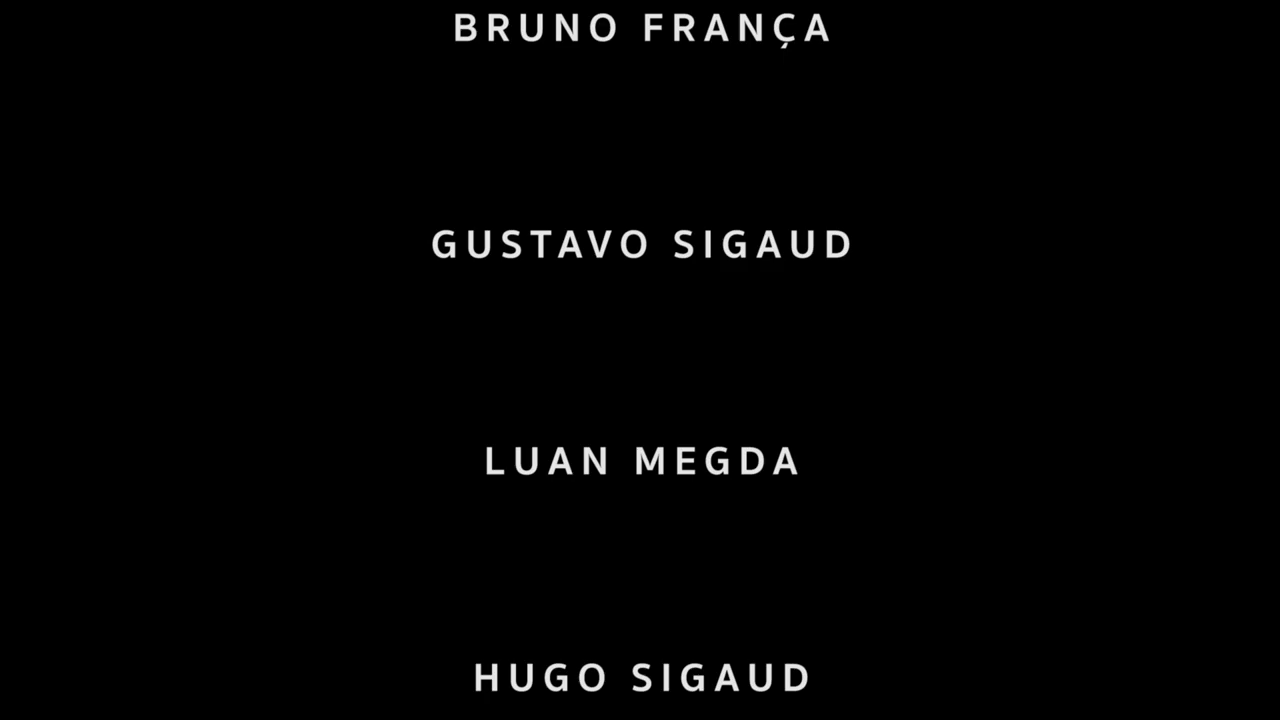 BRUNO FRANÇA
GUSTAVO SIGAUD
LUAN MEGDA
HUGO SIGAUD